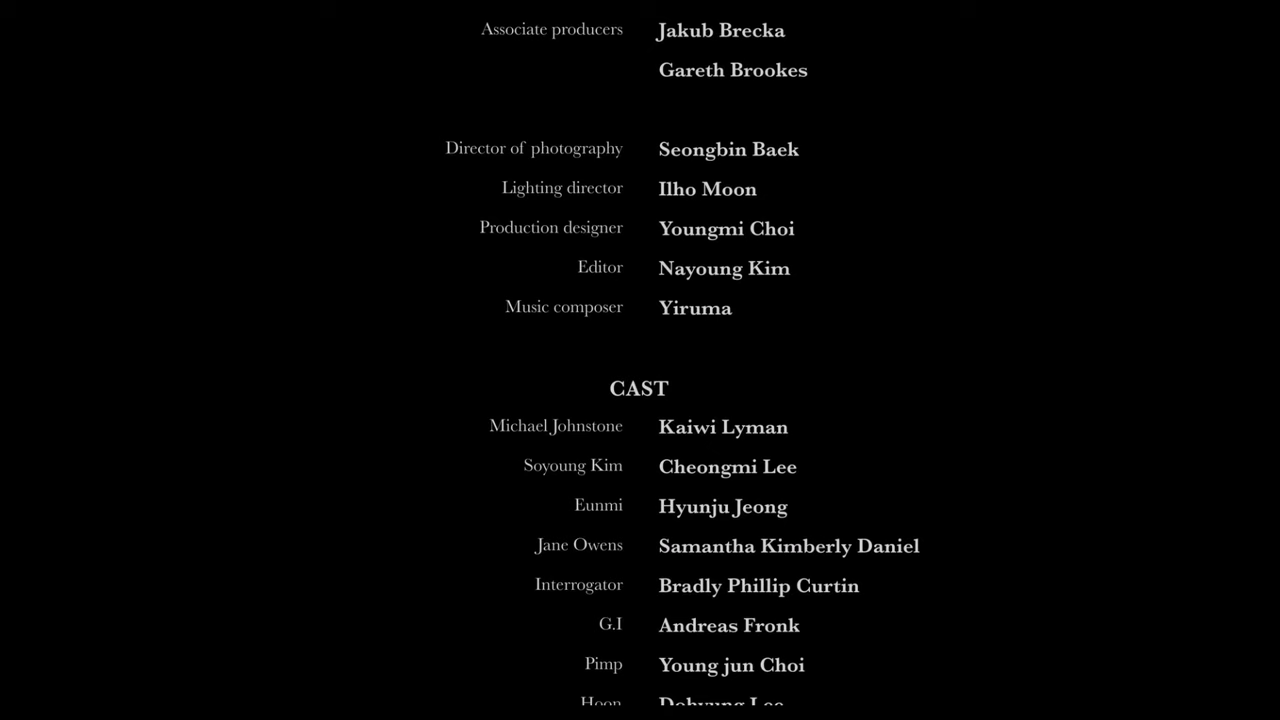 Associate producers Jakub Brecka
Gareth Brookes
Director of photography Seongbin Baek
Lighting director Ilho Moon
Production designer Youngmi Choi
Editor Nayoung Kim
Music composer Yiruma
CAST
Michael Johnstone Kaiwi Lyman
Soyoung Kim Cheongmi Lee
Eunmi Hyunju Jeong
Jane Owens Samantha Kimberly Daniel
Interrogator Bradly Phillip Curtin
G.I Andreas Fronk
Pimp Young jun Choi
Hoon Lee